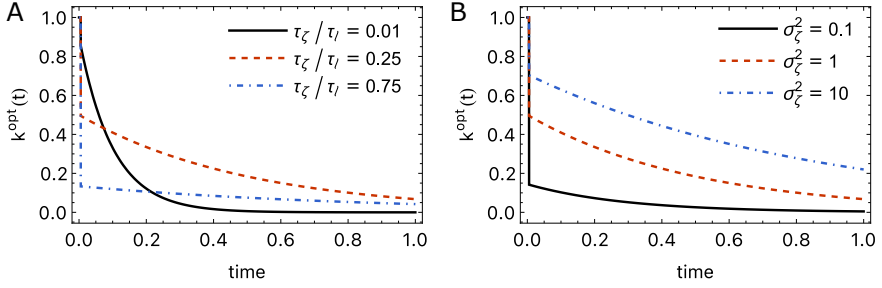 A
k^opt(t)
1.0
0.8
0.6
0.4
0.2
0.0
τ_ζ / τ_l = 0.01
τ_ζ / τ_l = 0.25
τ_ζ / τ_l = 0.75
0.0 0.2 0.4 0.6 0.8 1.0
time
B
k^opt(t)
1.0
0.8
0.6
0.4
0.2
0.0
σ_ζ^2 = 0.1
σ_ζ^2 = 1
σ_ζ^2 = 10
0.0 0.2 0.4 0.6 0.8 1.0
time